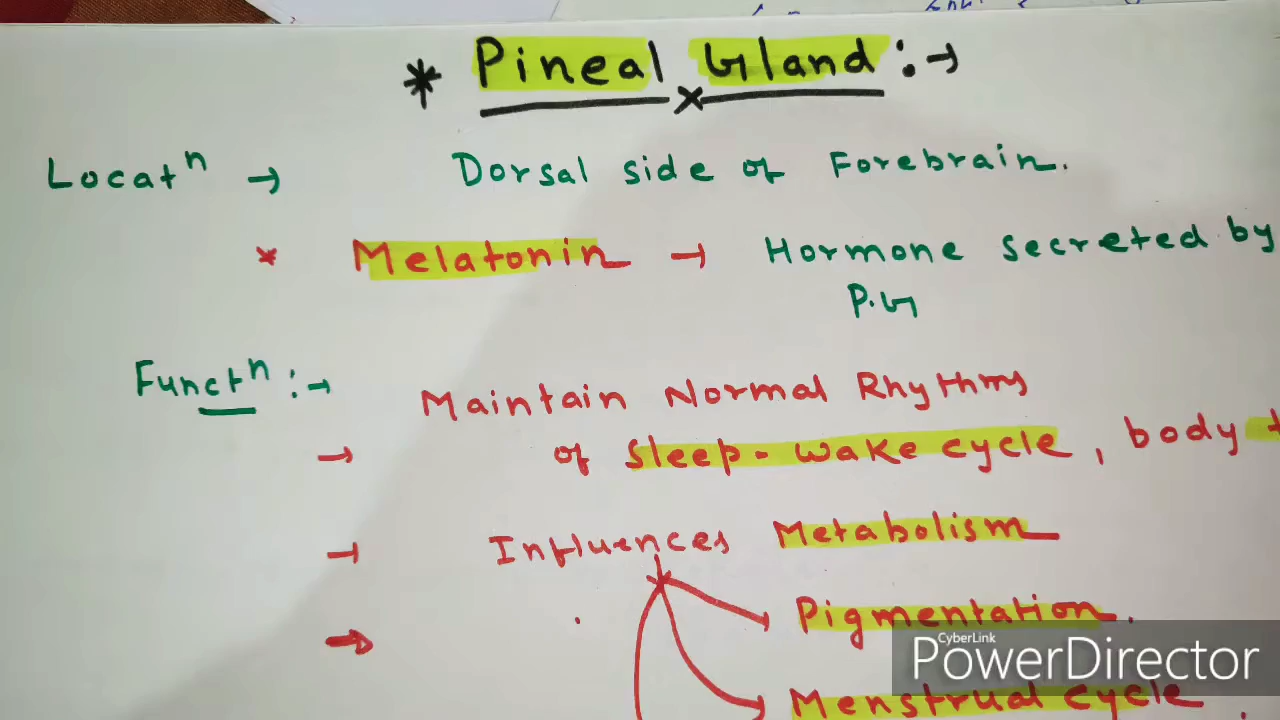 * Pineal Gland :→
Locatⁿ → Dorsal side of Forebrain.
* Melatonin → Hormone secreted by
P.G
Functⁿ :→ Maintain Normal Rhythms
→ of Sleep-wake cycle, body
→ Influences Metabolism
→ Pigmentation.
Menstrual cycle
CyberLink
PowerDirector